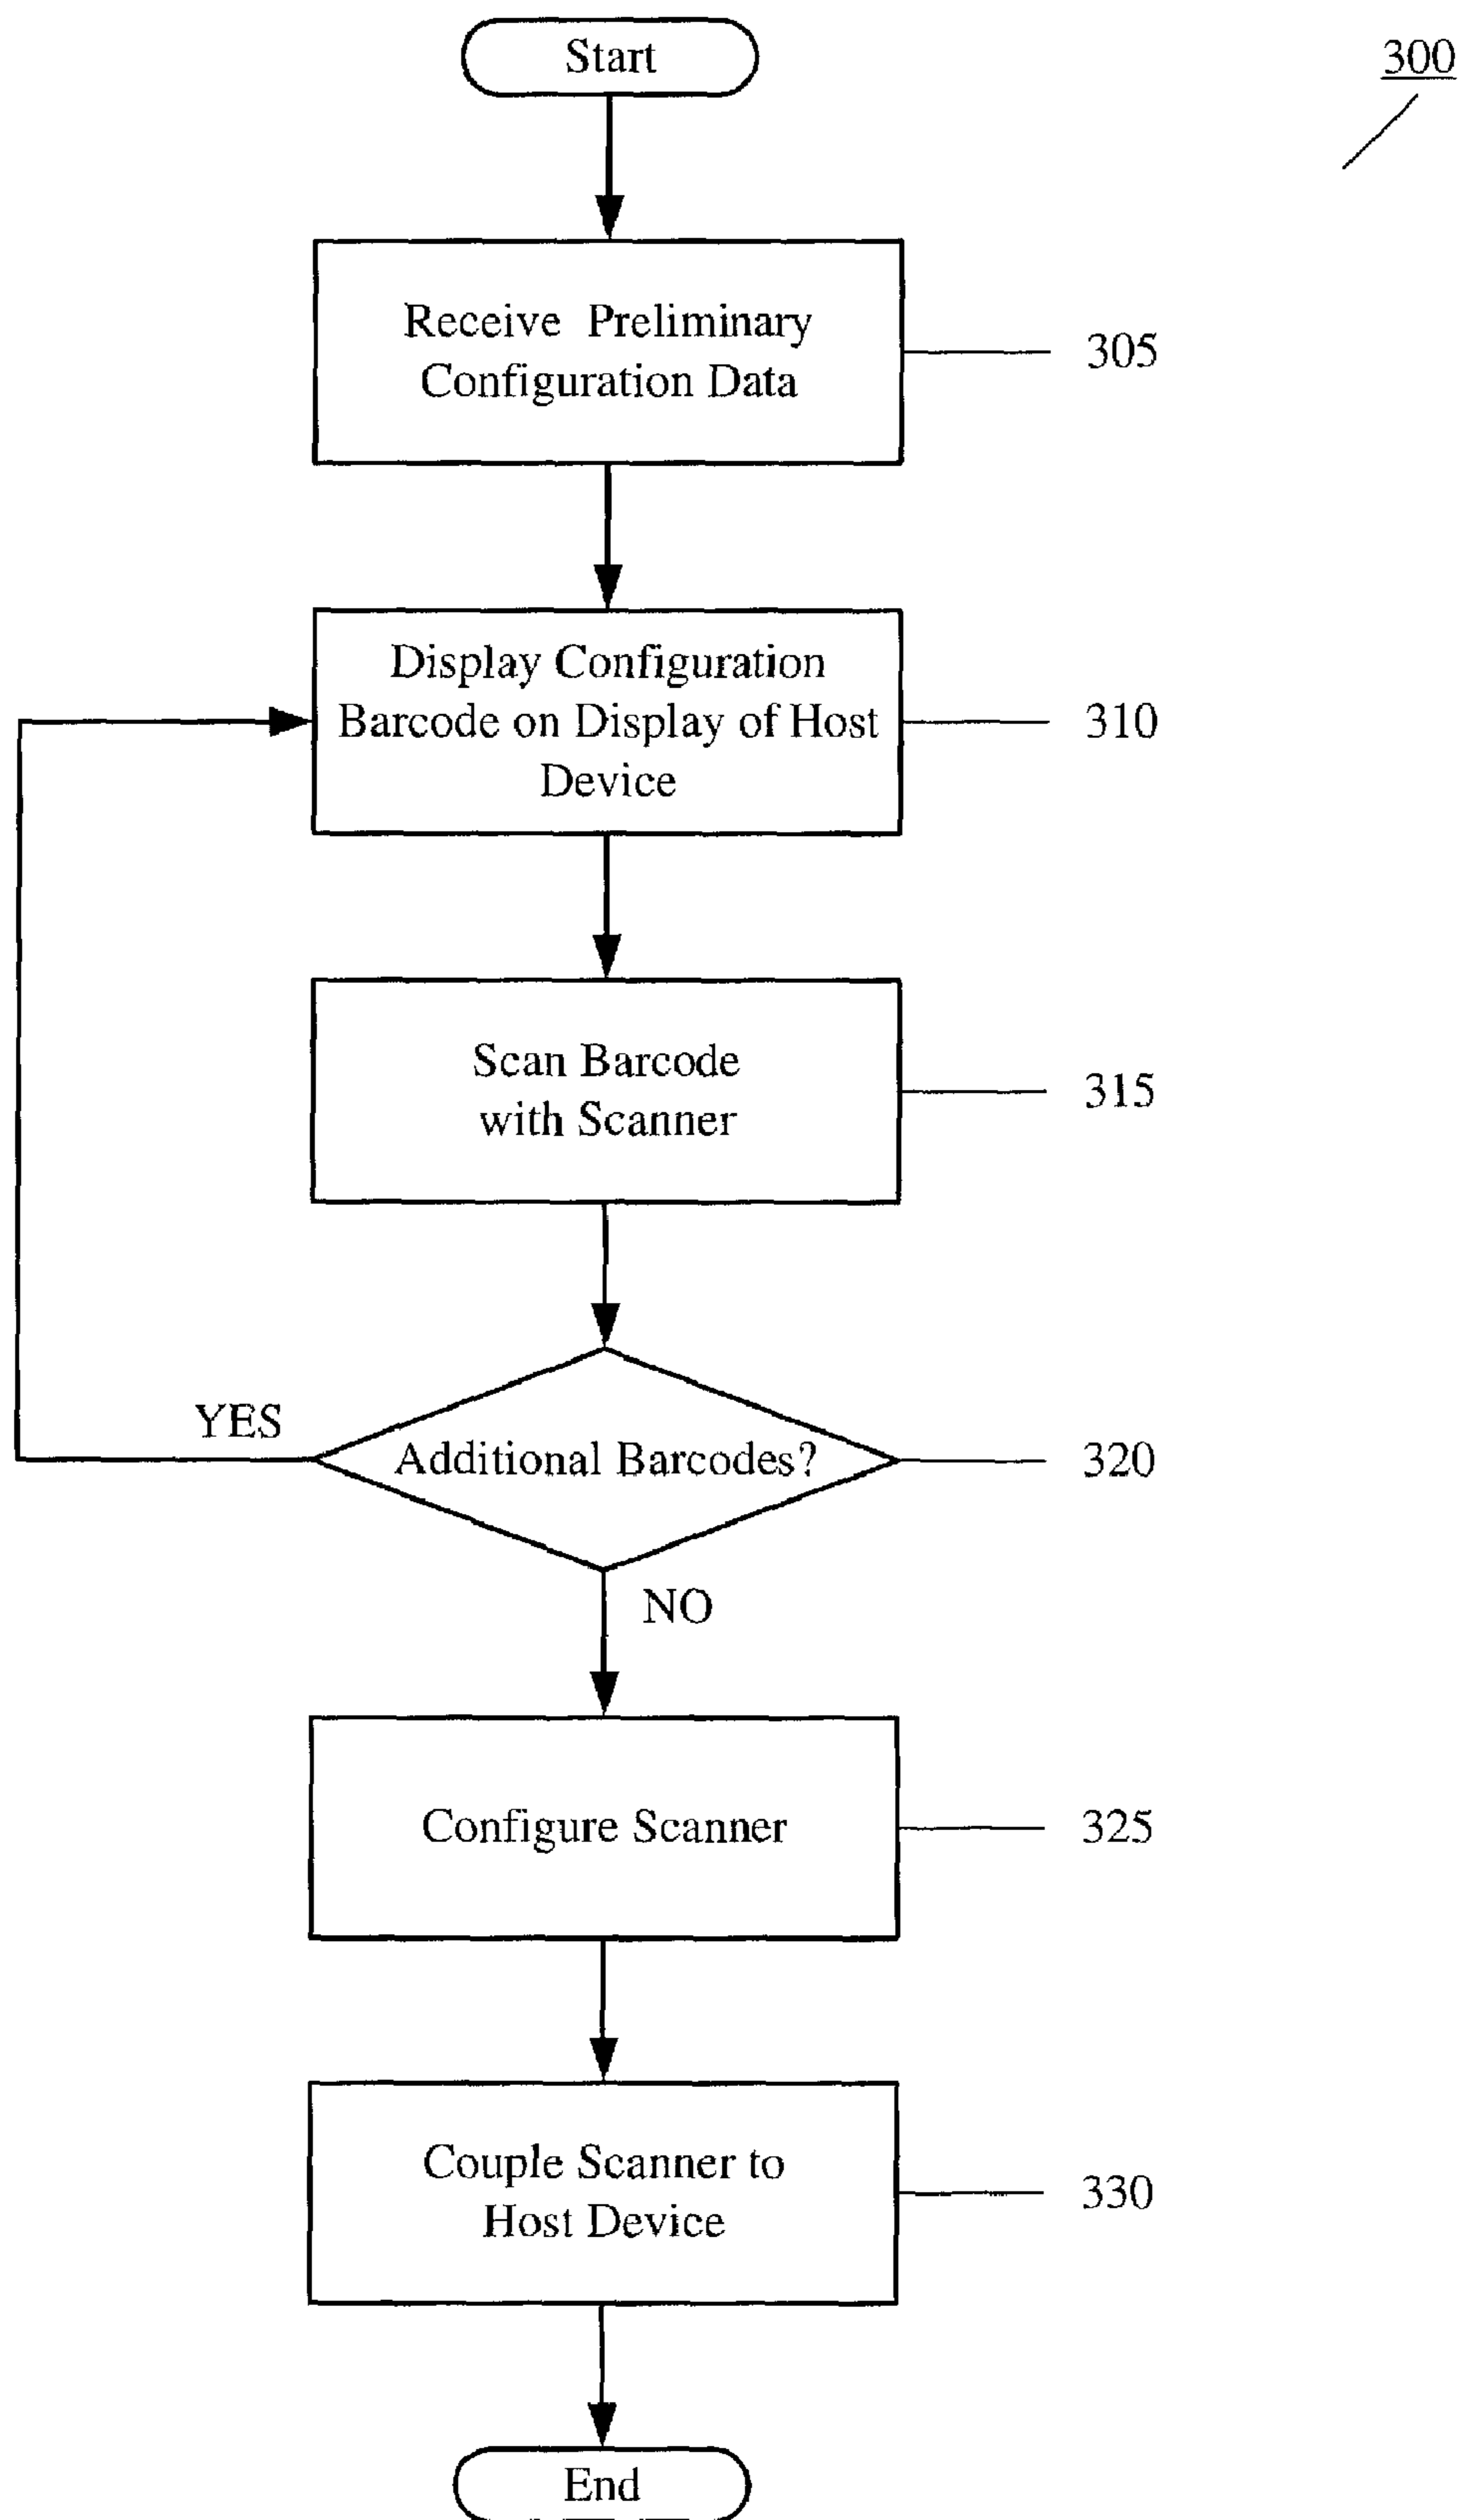 Start
300
Receive Preliminary
Configuration Data
305
Display Configuration
Barcode on Display of Host
Device
310
Scan Barcode
with Scanner
315
YES
Additional Barcodes?
320
NO
Configure Scanner
325
Couple Scanner to
Host Device
330
End